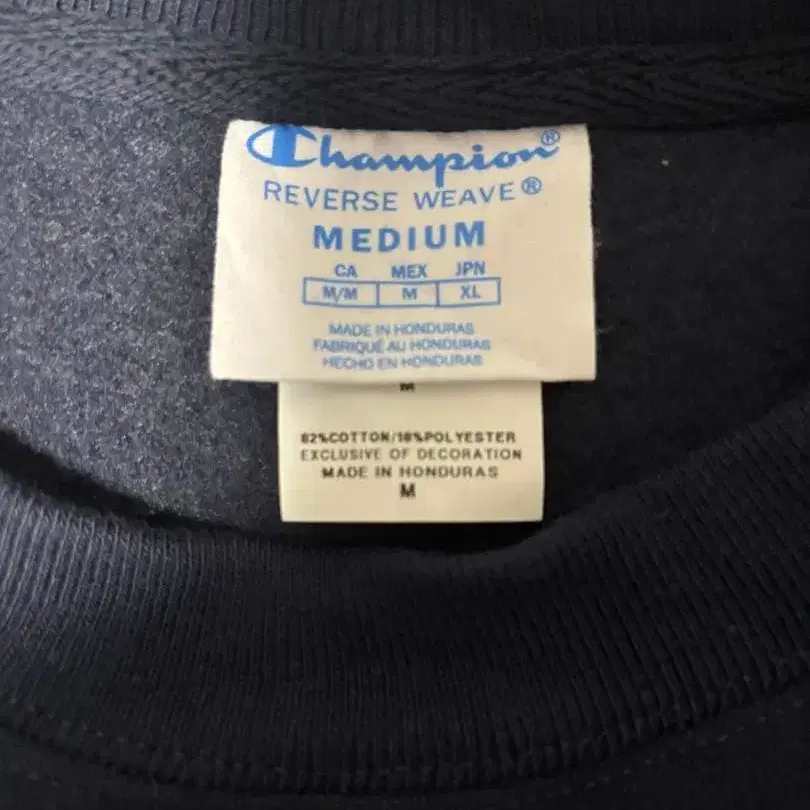 Champion®
REVERSE WEAVE®
MEDIUM
CA MEX JPN
M/M M XL
MADE IN HONDURAS
FABRIQUÉ AU HONDURAS
HECHO EN HONDURAS
M
82%COTTON/18%POLYESTER
EXCLUSIVE OF DECORATION
MADE IN HONDURAS
M